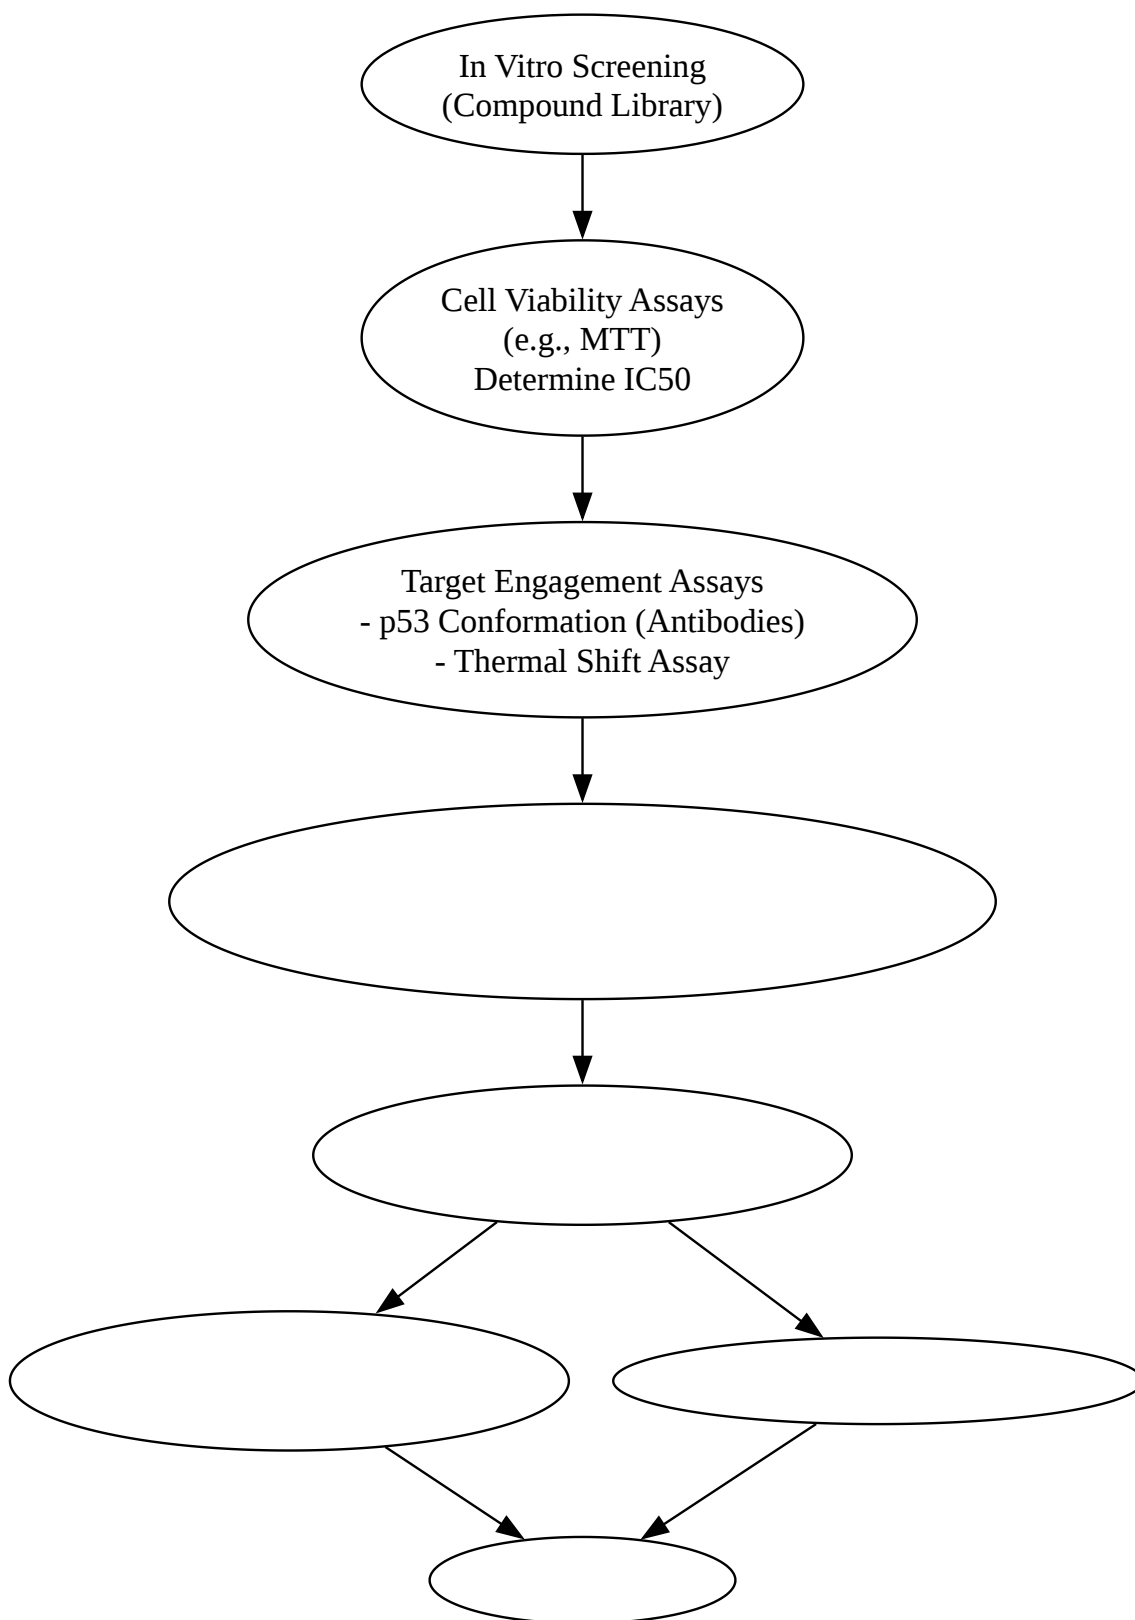 In Vitro Screening
(Compound Library)
Cell Viability Assays
(e.g., MTT)
Determine IC50
Target Engagement Assays
- p53 Conformation (Antibodies)
- Thermal Shift Assay